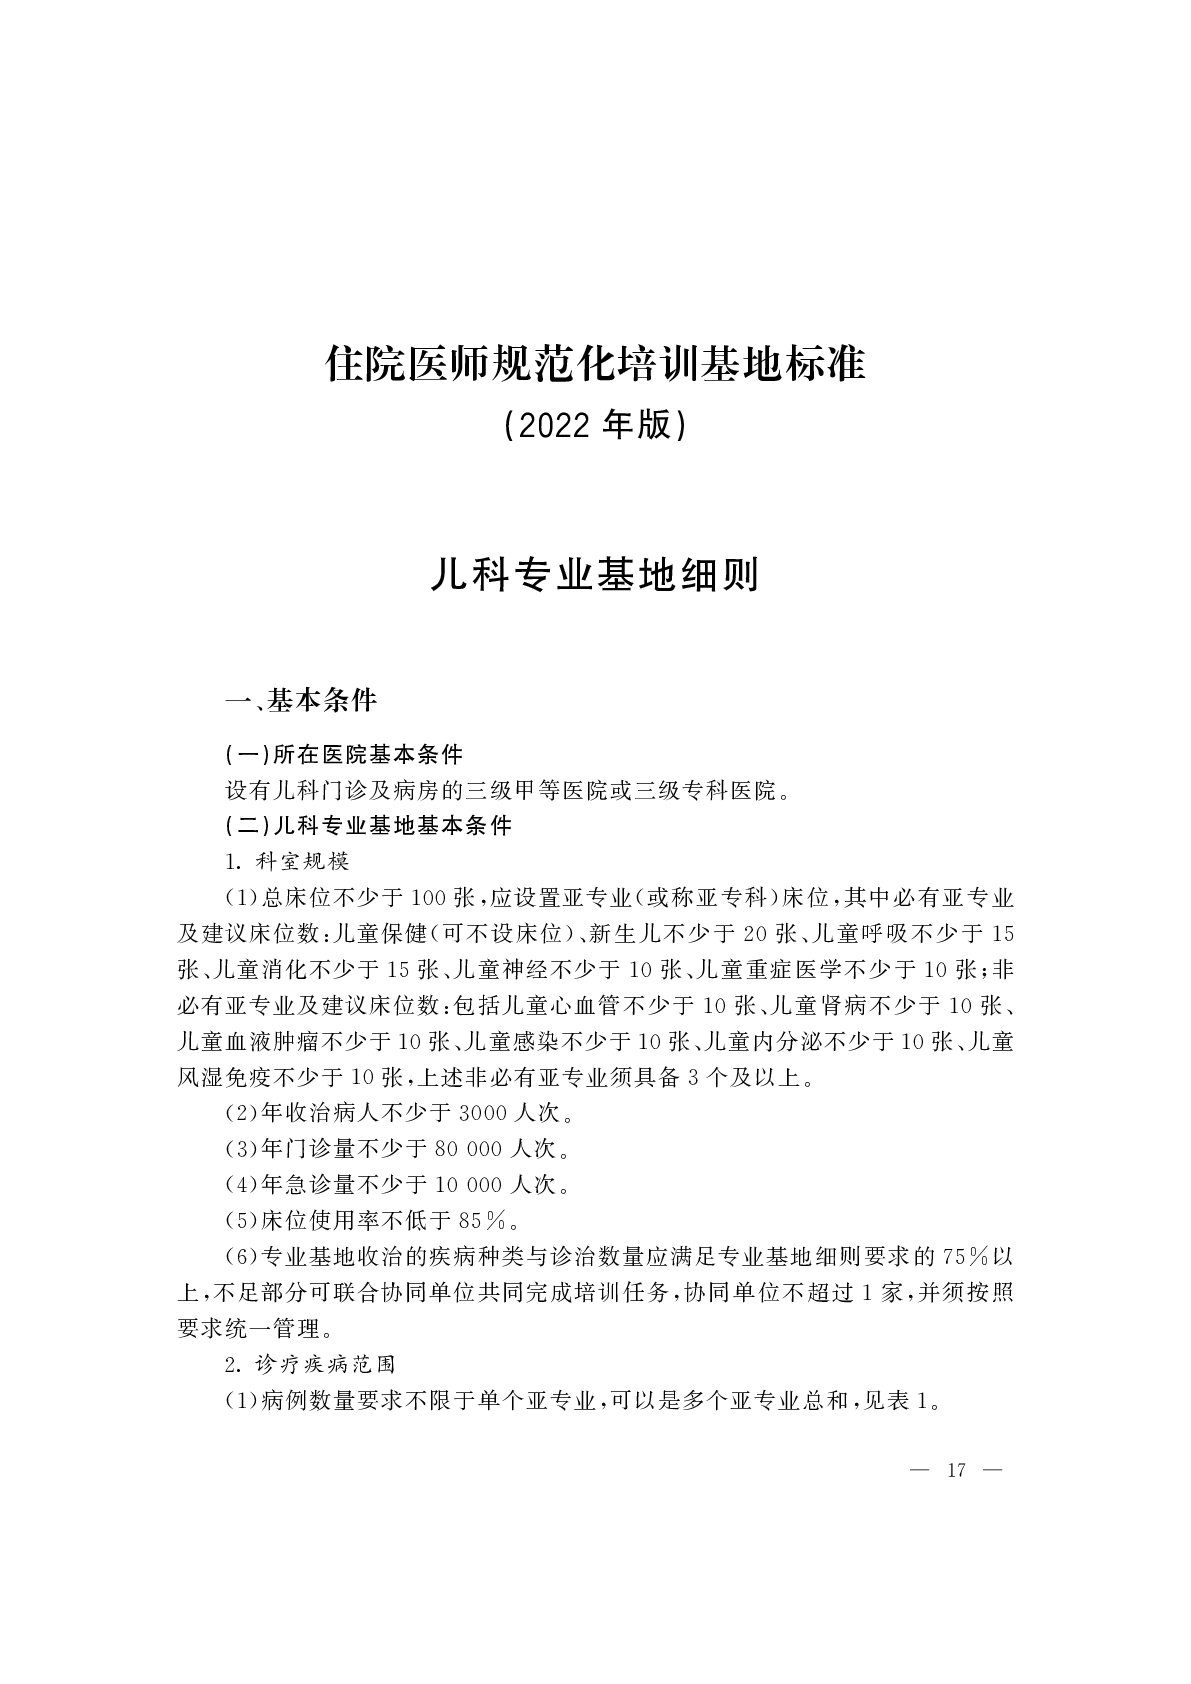 住院医师规范化培训基地标准
(2022 年版)
儿科专业基地细则
一、基本条件
(一)所在医院基本条件
设有儿科门诊及病房的三级甲等医院或三级专科医院。
(二)儿科专业基地基本条件
1. 科室规模
(1)总床位不少于 100 张,应设置亚专业(或称亚专科)床位,其中必有亚专业
及建议床位数:儿童保健(可不设床位)、新生儿不少于 20 张、儿童呼吸不少于 15
张、儿童消化不少于 15 张、儿童神经不少于 10 张、儿童重症医学不少于 10 张;非
必有亚专业及建议床位数:包括儿童心血管不少于 10 张、儿童肾病不少于 10 张、
儿童血液肿瘤不少于 10 张、儿童感染不少于 10 张、儿童内分泌不少于 10 张、儿童
风湿免疫不少于 10 张,上述非必有亚专业须具备 3 个及以上。
(2)年收治病人不少于 3000 人次。
(3)年门诊量不少于 80 000 人次。
(4)年急诊量不少于 10 000 人次。
(5)床位使用率不低于 85%。
(6)专业基地收治的疾病种类与诊治数量应满足专业基地细则要求的 75%以
上,不足部分可联合协同单位共同完成培训任务,协同单位不超过 1 家,并须按照
要求统一管理。
2. 诊疗疾病范围
(1)病例数量要求不限于单个亚专业,可以是多个亚专业总和,见表 1。
— 17 —